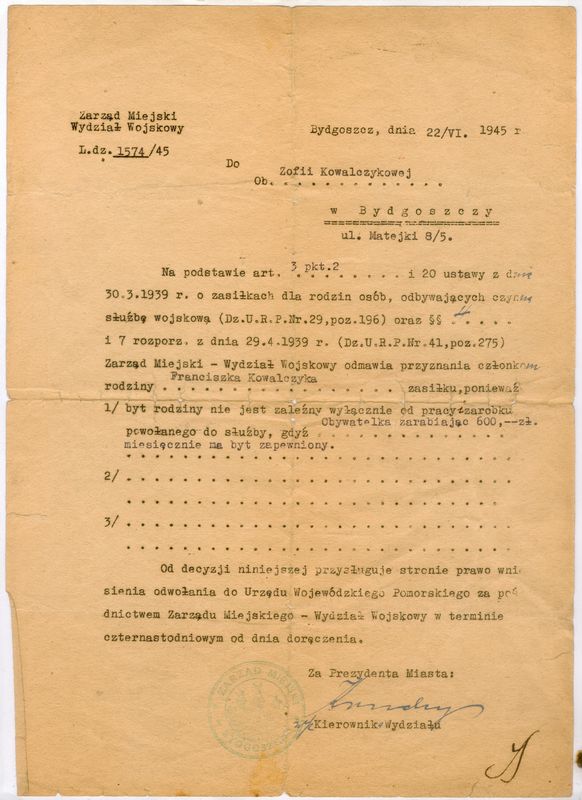 Zarząd Miejski
Wydział Wojskowy
L.dz. 1574/45
Bydgoszcz, dnia 22/VI. 1945 r
Do
Ob. Zofii Kowalczykowej
w Bydgoszczy
ul. Matejki 8/5.
Na podstawie art. 3 pkt.2 . . . . . . . . i 20 ustawy z dnia
30.3.1939 r. o zasiłkach dla rodzin osób, odbywających czynną
służbę wojskową (Dz.U.R.P.Nr.29,poz.196) oraz §§ 4 . . . .
i 7 rozporz. z dnia 29.4.1939 r. (Dz.U.R.P.Nr.41,poz.275)
Zarząd Miejski - Wydział Wojskowy odmawia przyznania członkom
rodziny Franciszka Kowalczyka . . . . . . zasiłku,ponieważ
1/ byt rodziny nie jest zależny wyłącznie od pracy zarobku
powołanego do służby, gdyż Obywatelka zarabiając 600,--zł.
miesięcznie ma byt zapewniony.
2/ . . . . . . . . . . . . . . . . . . . . . . . . . . . .
3/ . . . . . . . . . . . . . . . . . . . . . . . . . . . .
Od decyzji niniejszej przysługuje stronie prawo wni
sienia odwołania do Urzędu Wojewódzkiego Pomorskiego za poś
dnictwem Zarządu Miejskiego - Wydział Wojskowy w terminie
czternastodniowym od dnia doręczenia.
Za Prezydenta Miasta:
Kierownik Wydziału
ZARZĄD MIEJSKI